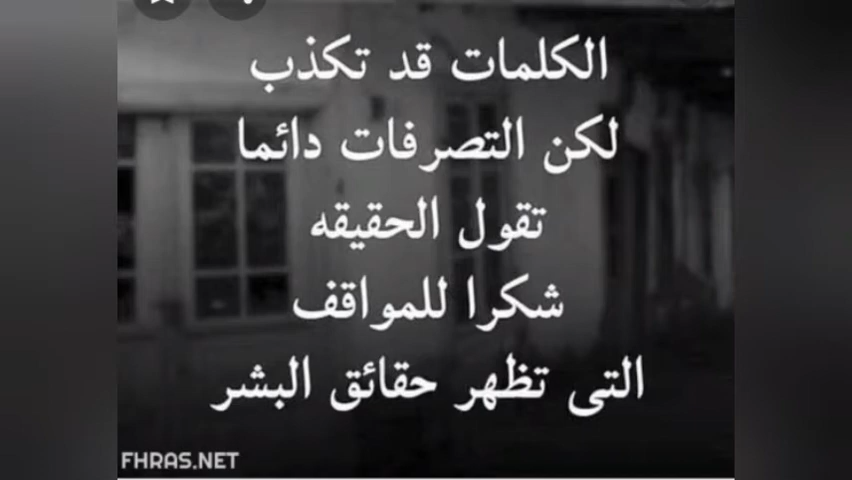 الكلمات قد تكذب
لكن التصرفات دائما
تقول الحقيقه
شكرا للمواقف
التى تظهر حقائق البشر
FHRAS.NET